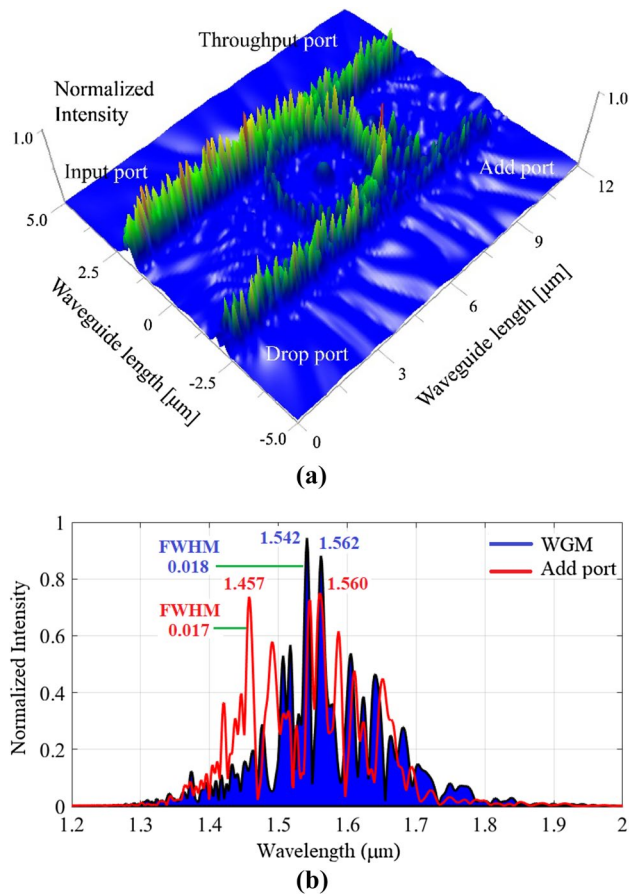 Throughput port
Normalized
Intensity
1.0
1.0
Input port
Add port
5.0
12
2.5
9
0
6
Waveguide length [μm]
Waveguide length [μm]
-2.5
Drop port
3
-5.0
0
(a)
1
1.542
1.562
WGM
FWHM
0.018
Add port
0.8
1.457
1.560
FWHM
0.017
0.6
Normalized Intensity
0.4
0.2
0
1.2
1.3
1.4
1.5
1.6
1.7
1.8
1.9
2
Wavelength (μm)
(b)